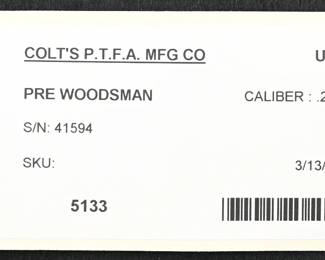 COLT'S P.T.F.A. MFG CO U
PRE WOODSMAN CALIBER : .2
S/N: 41594
SKU: 3/13/
5133